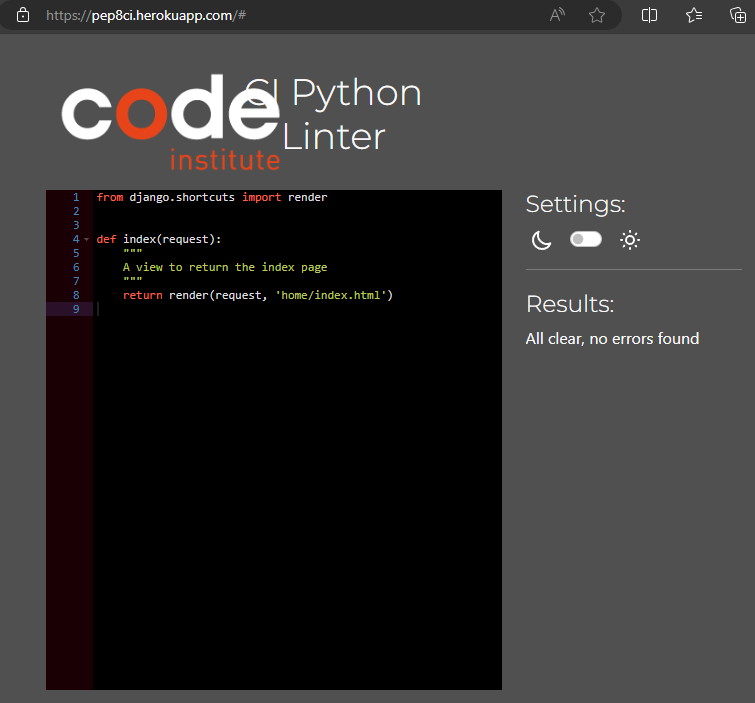 https://pep8ci.herokuapp.com/#
code
institute
CI Python
Linter
1 from django.shortcuts import render
2
3
4 def index(request):
5 """
6 A view to return the index page
7 """
8 return render(request, 'home/index.html')
9
Settings:
Results:
All clear, no errors found